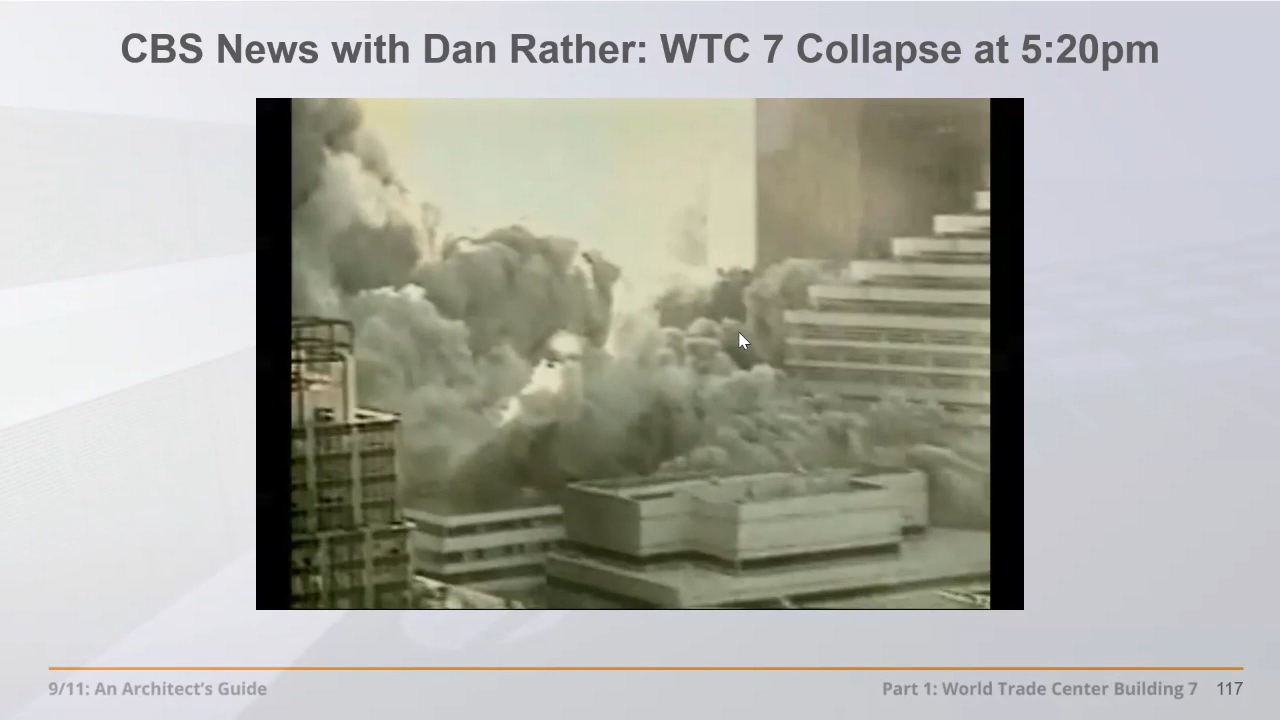 CBS News with Dan Rather: WTC 7 Collapse at 5:20pm
9/11: An Architect's Guide
Part 1: World Trade Center Building 7 117